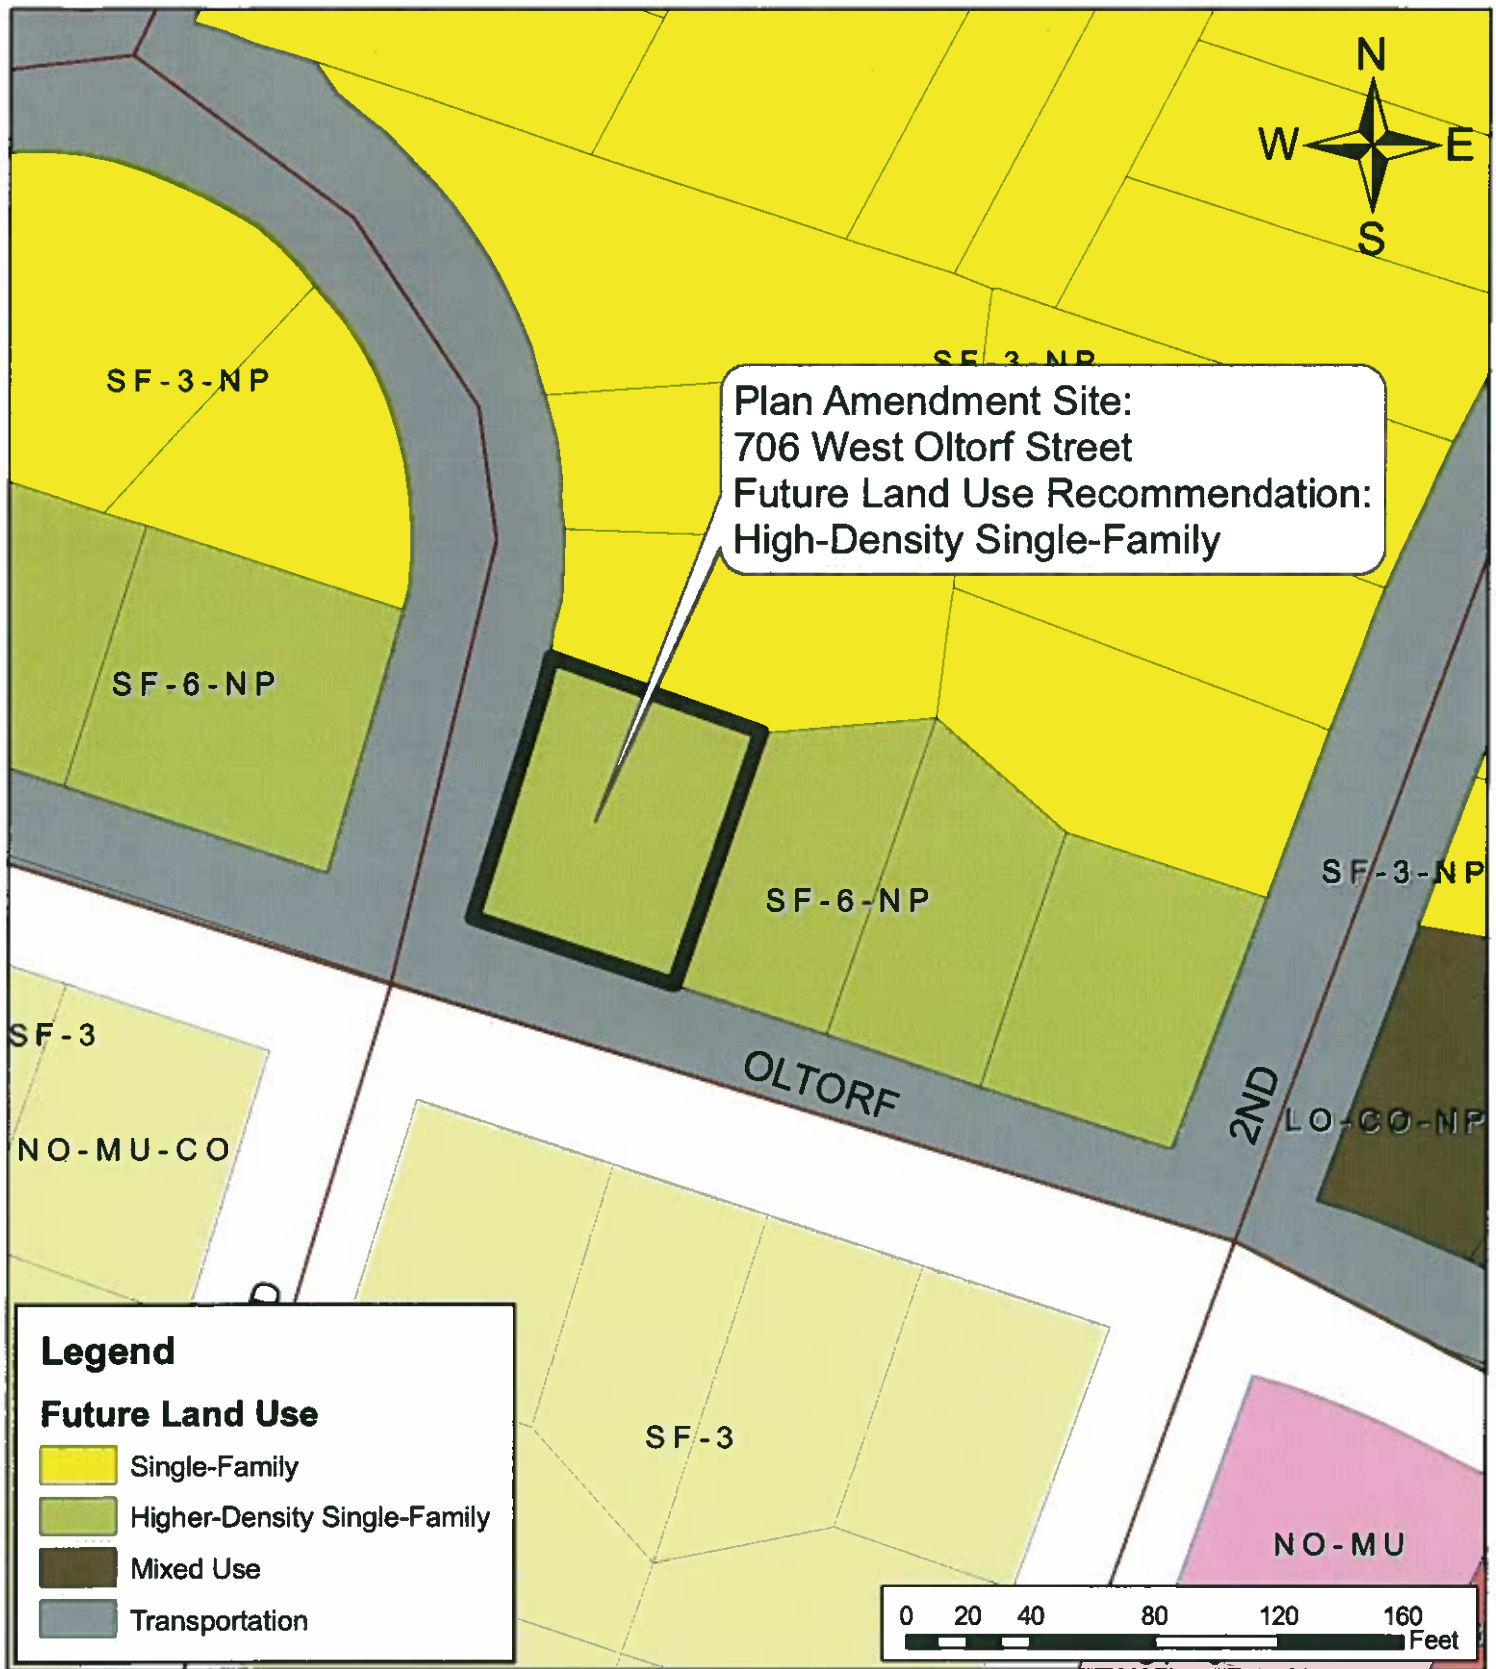 N
W E
S
SF-3-NP
SF-3-NP
Plan Amendment Site:
706 West Oltorf Street
Future Land Use Recommendation:
High-Density Single-Family
SF-6-NP
SF-3-NP
SF-6-NP
SF-3
OLTORF
2ND
LO-CO-NP
NO-MU-CO
D
Legend
Future Land Use
Single-Family
Higher-Density Single-Family
Mixed Use
Transportation
SF-3
NO-MU
0 20 40 80 120 160
Feet